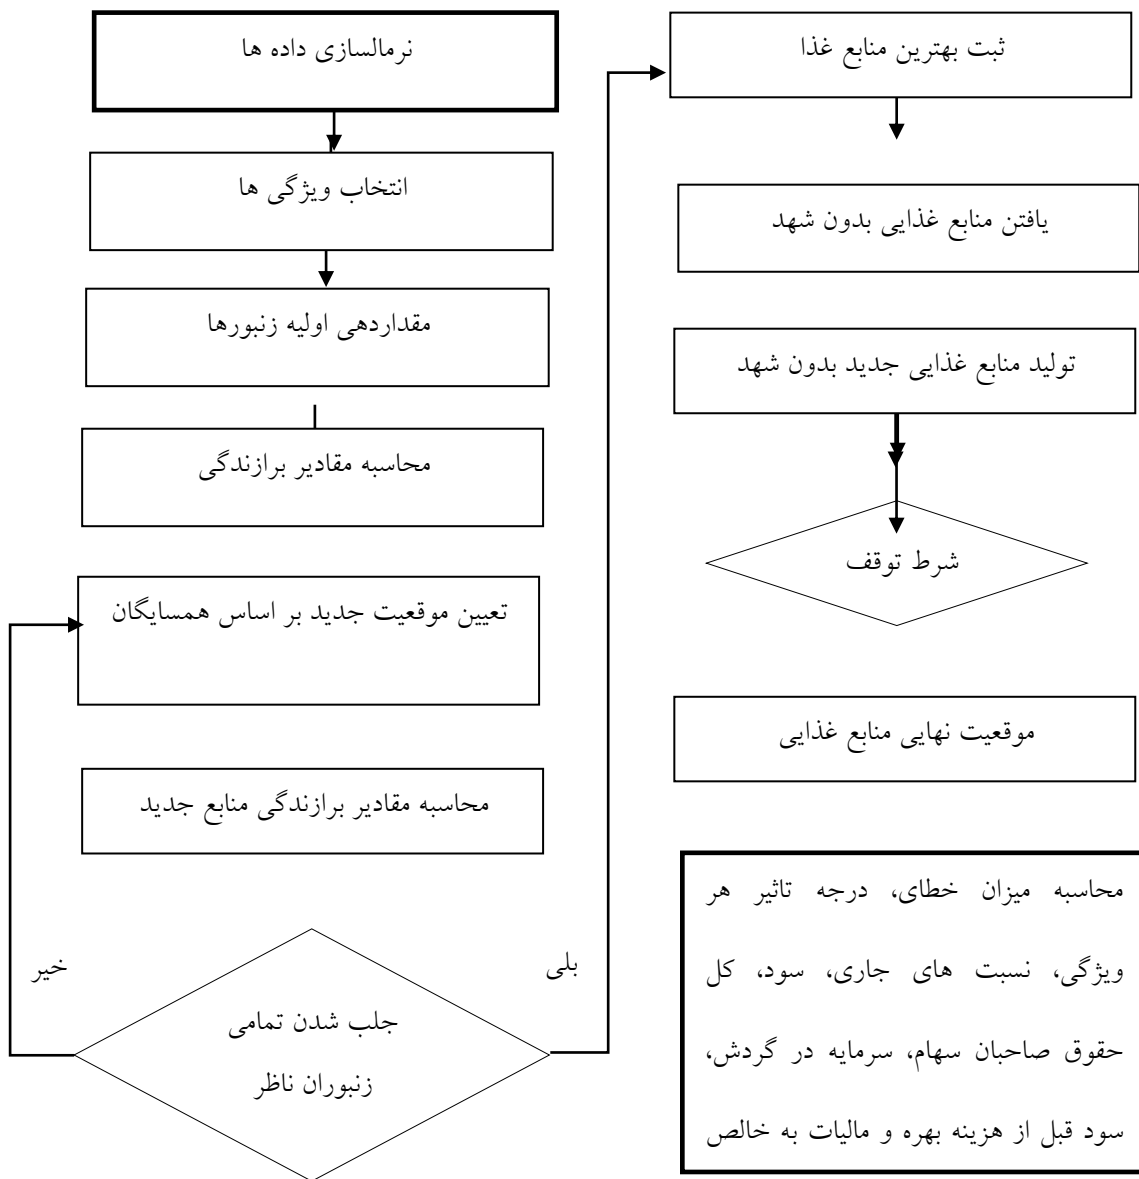 نرمالسازی داده ها
انتخاب ویژگی ها
مقداردهی اولیه زنبورها
محاسبه مقادیر برازندگی
تعیین موقعیت جدید بر اساس همسایگان
محاسبه مقادیر برازندگی منابع جدید
خیر
بلی
جلب شدن تمامی
زنبوران ناظر
ثبت بهترین منابع غذا
یافتن منابع غذایی بدون شهد
تولید منابع غذایی جدید بدون شهد
شرط توقف
موقعیت نهایی منابع غذایی
محاسبه میزان خطای، درجه تاثیر هر
ویژگی، نسبت های جاری، سود، کل
حقوق صاحبان سهام، سرمایه در گردش،
سود قبل از هزینه بهره و مالیات به خالص